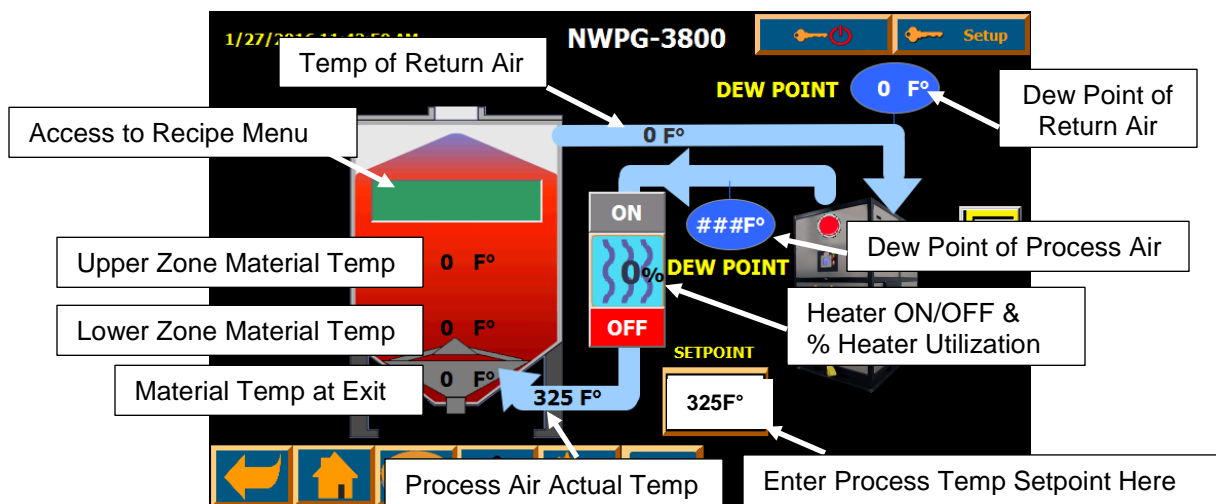 NWPG-3800
Setup
Temp of Return Air
DEW POINT
0 F°
Dew Point of
Return Air
Access to Recipe Menu
0 F°
ON
###F°
Dew Point of Process Air
Upper Zone Material Temp
0 F°
0%
DEW POINT
Heater ON/OFF &
% Heater Utilization
Lower Zone Material Temp
0 F°
OFF
SETPOINT
Material Temp at Exit
0 F°
325 F°
325F°
Process Air Actual Temp
Enter Process Temp Setpoint Here